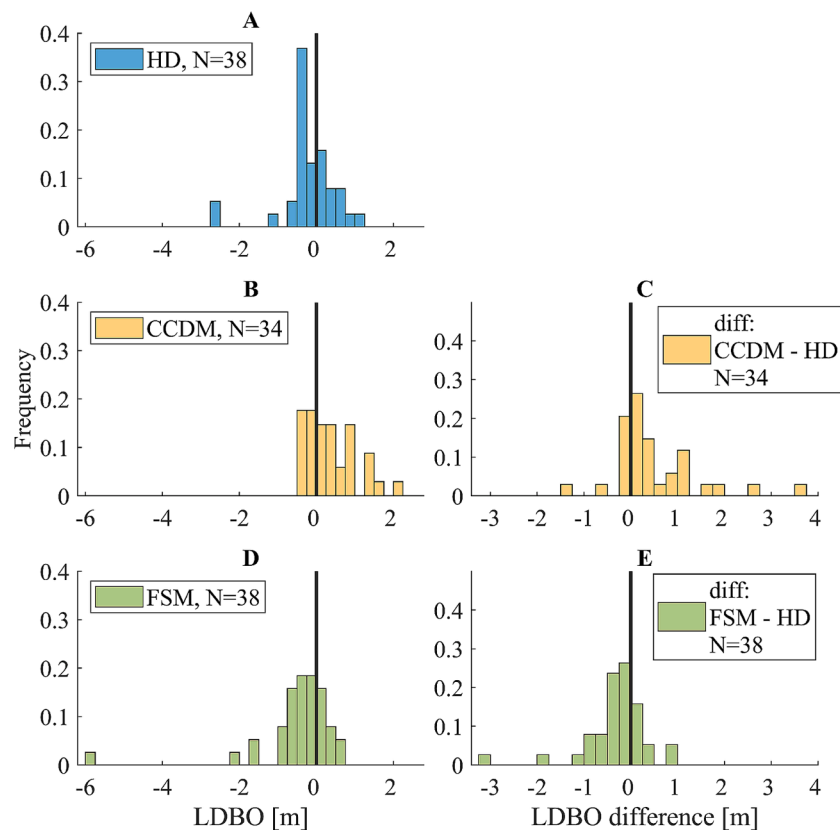 A
0.4
0.3
0.2
0.1
0
HD, N=38
-6 -4 -2 0 2
B
0.4
0.3
0.2
0.1
0
CCDM, N=34
-6 -4 -2 0 2
Frequency
C
0.4
0.3
0.2
0.1
0
diff:
CCDM - HD
N=34
-3 -2 -1 0 1 2 3 4
D
0.4
0.3
0.2
0.1
0
FSM, N=38
-6 -4 -2 0 2
LDBO [m]
E
0.4
0.3
0.2
0.1
0
diff:
FSM - HD
N=38
-3 -2 -1 0 1 2 3 4
LDBO difference [m]